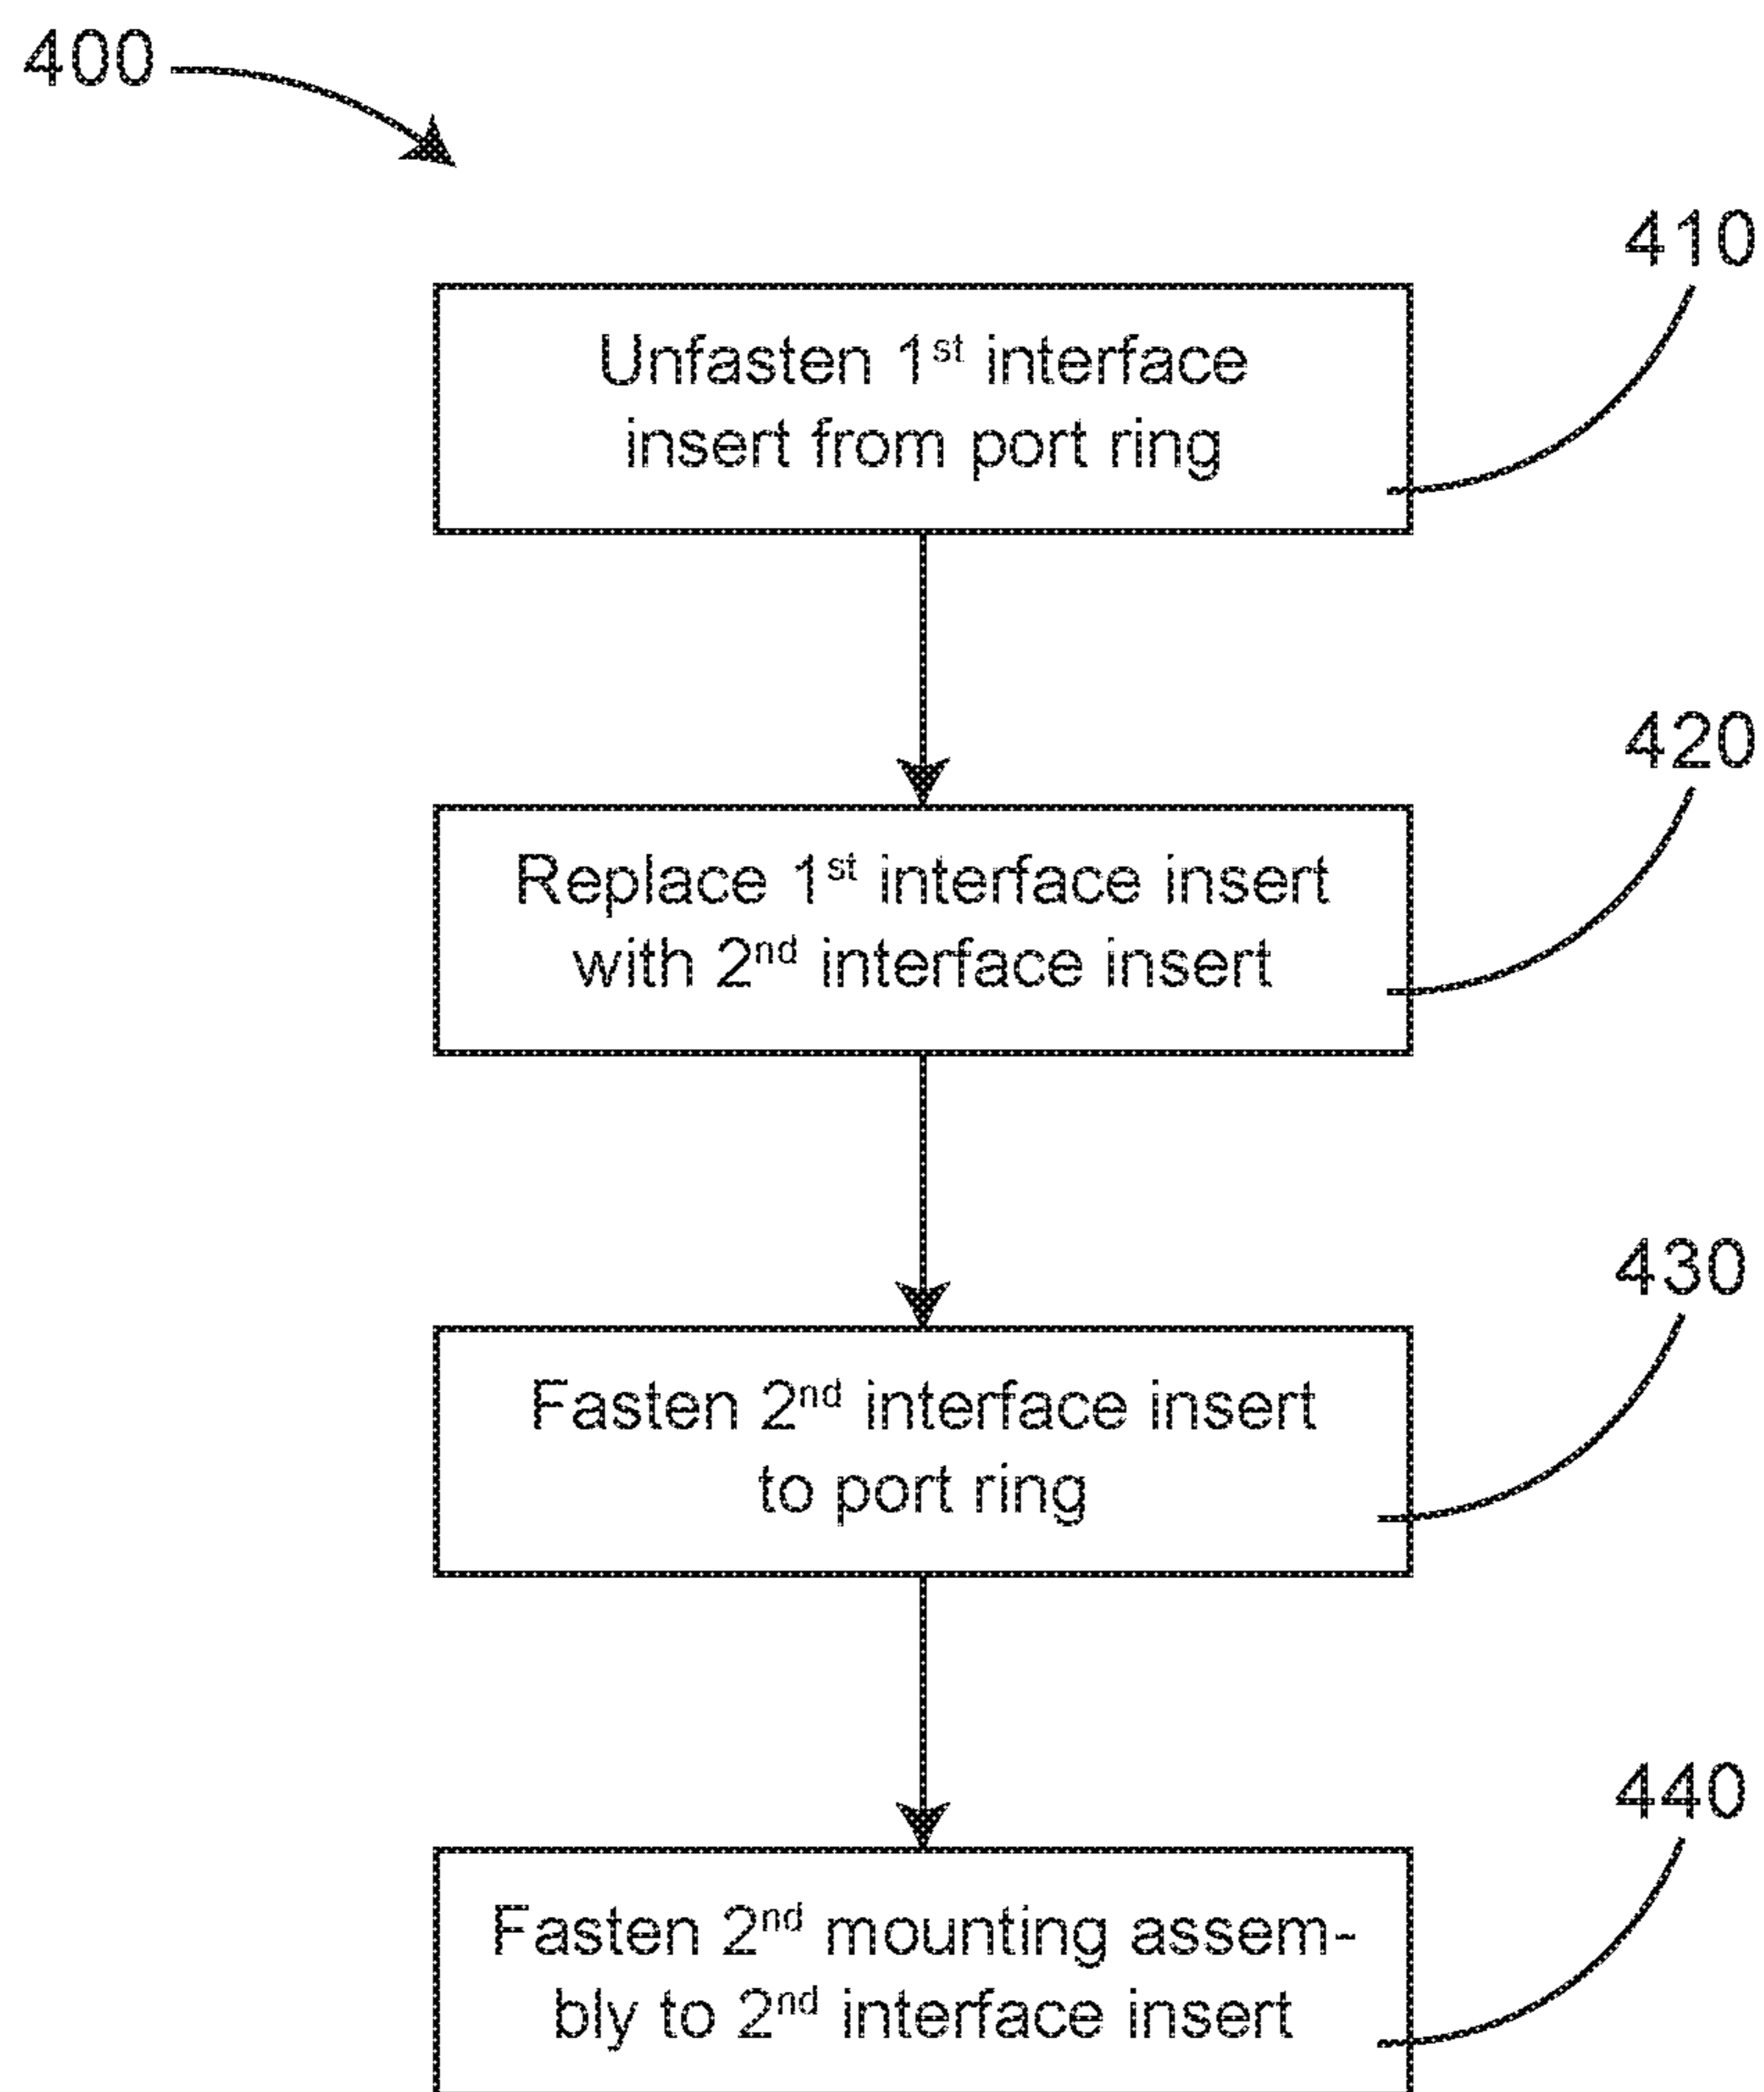 400
410
Unfasten 1st interface
insert from port ring
420
Replace 1st interface insert
with 2nd interface insert
430
Fasten 2nd interface insert
to port ring
440
Fasten 2nd mounting assem-
bly to 2nd interface insert